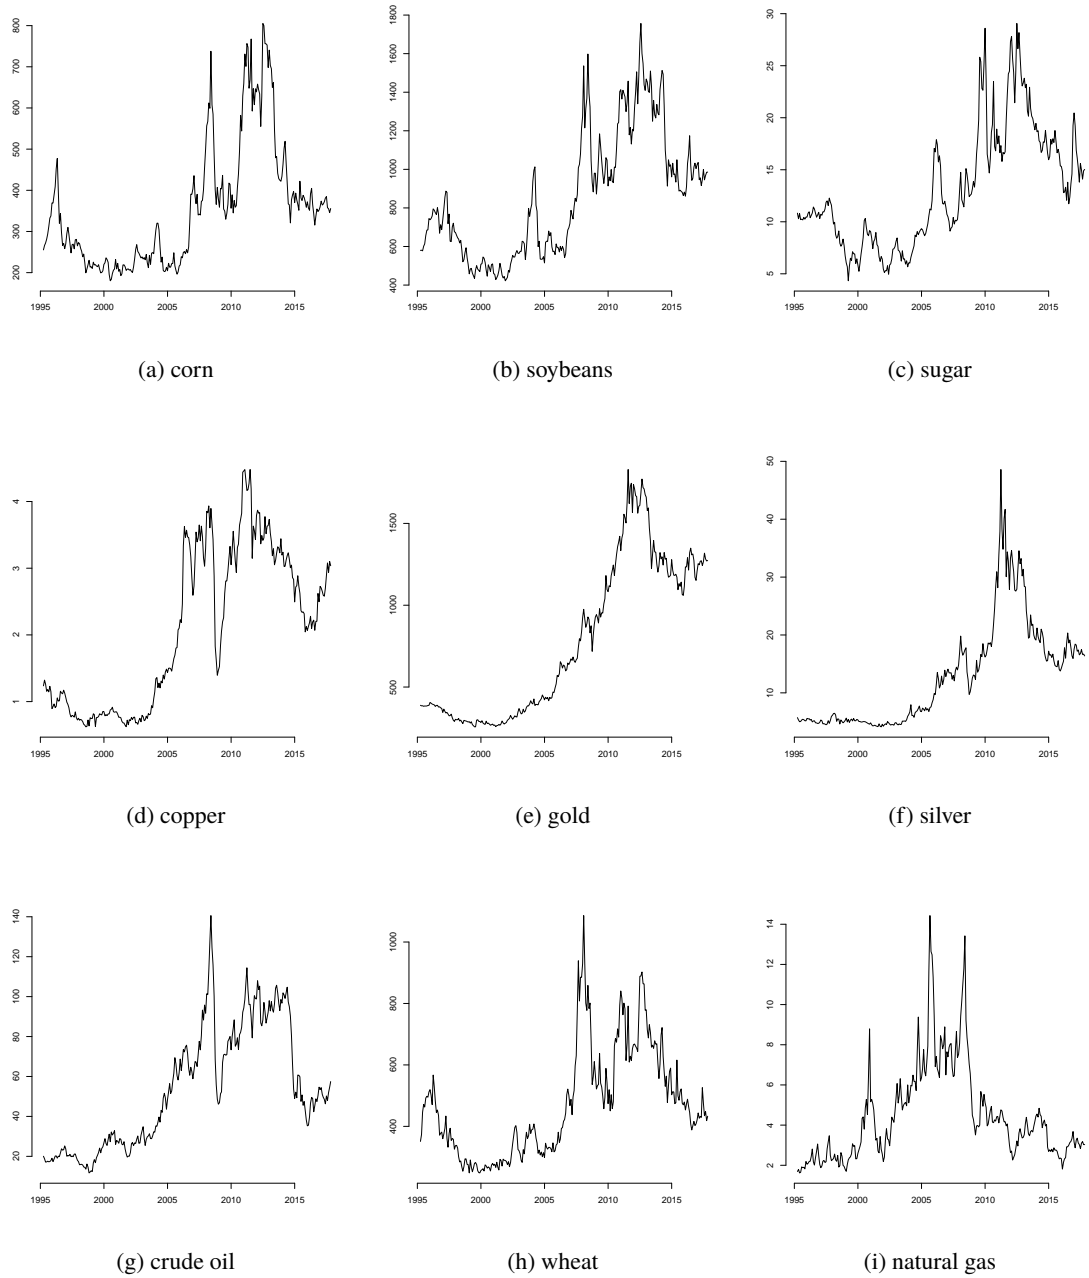 200 300 400 500 600 700 800
1995 2000 2005 2010 2015
(a) corn
400 600 800 1000 1200 1400 1600 1800
1995 2000 2005 2010 2015
(b) soybeans
5 10 15 20 25 30
1995 2000 2005 2010 2015
(c) sugar
1 2 3 4
1995 2000 2005 2010 2015
(d) copper
500 1000 1500
1995 2000 2005 2010 2015
(e) gold
10 20 30 40 50
1995 2000 2005 2010 2015
(f) silver
20 40 60 80 100 120 140
1995 2000 2005 2010 2015
(g) crude oil
400 600 800 1000
1995 2000 2005 2010 2015
(h) wheat
2 4 6 8 10 12 14
1995 2000 2005 2010 2015
(i) natural gas